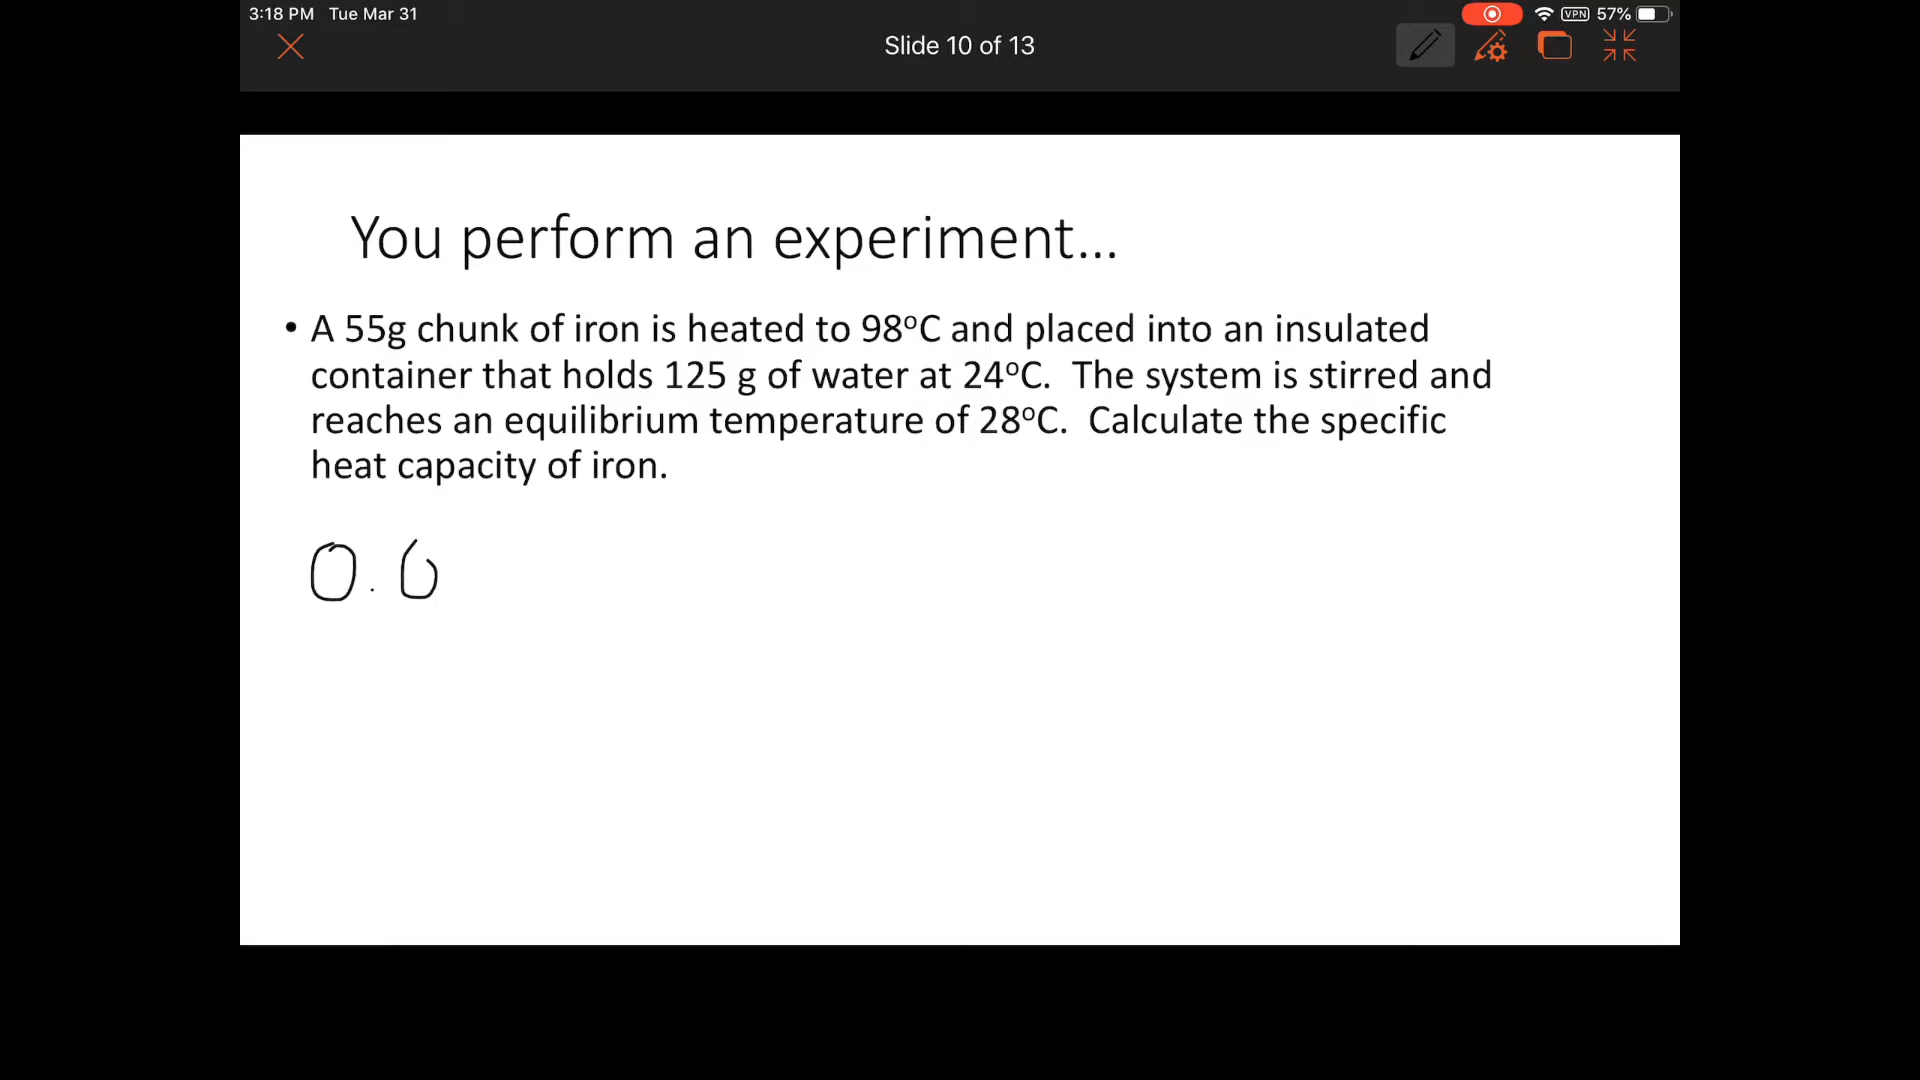 3:18 PM Tue Mar 31
VPN 57%
Slide 10 of 13
You perform an experiment...
• A 55g chunk of iron is heated to 98°C and placed into an insulated
container that holds 125 g of water at 24°C. The system is stirred and
reaches an equilibrium temperature of 28°C. Calculate the specific
heat capacity of iron.
0.6